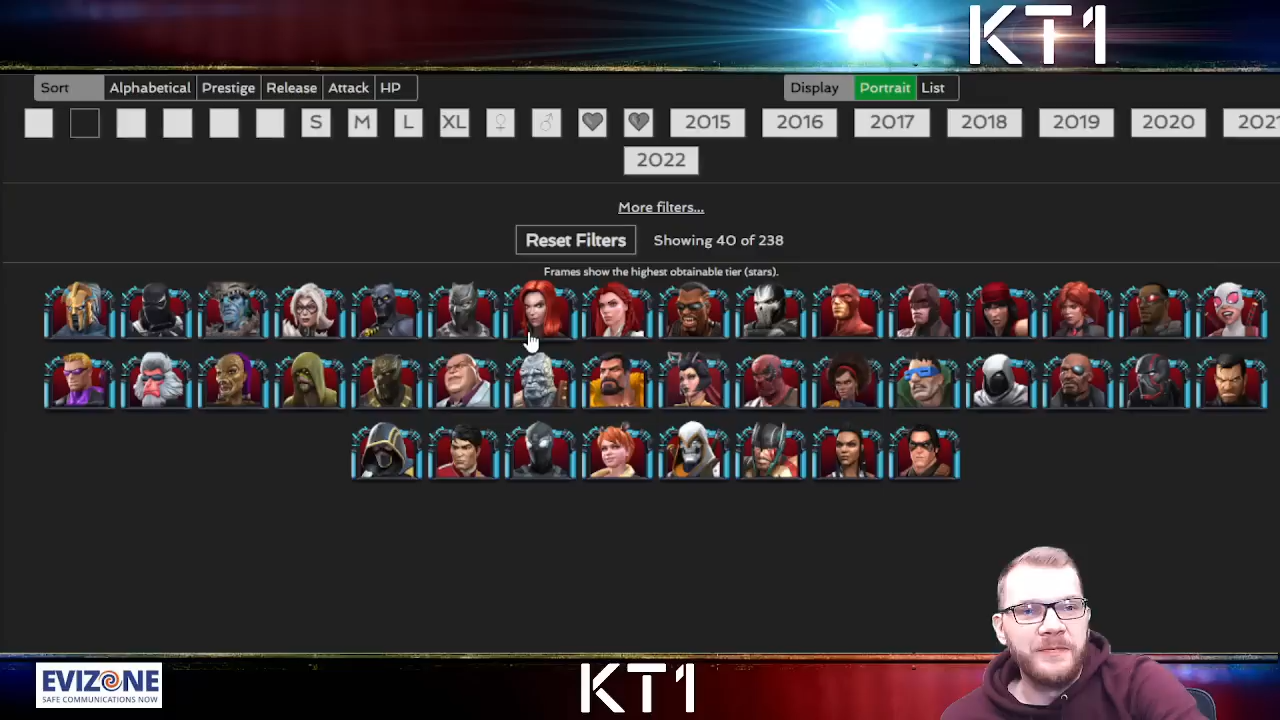 KT1
Sort Alphabetical Prestige Release Attack HP Display Portrait List
S M L XL ♀ ♂ 2015 2016 2017 2018 2019 2020 2021
2022
More filters...
Reset Filters Showing 40 of 238
Frames show the highest obtainable tier (stars).
EVIZONE
SAFE COMMUNICATIONS NOW
KT1